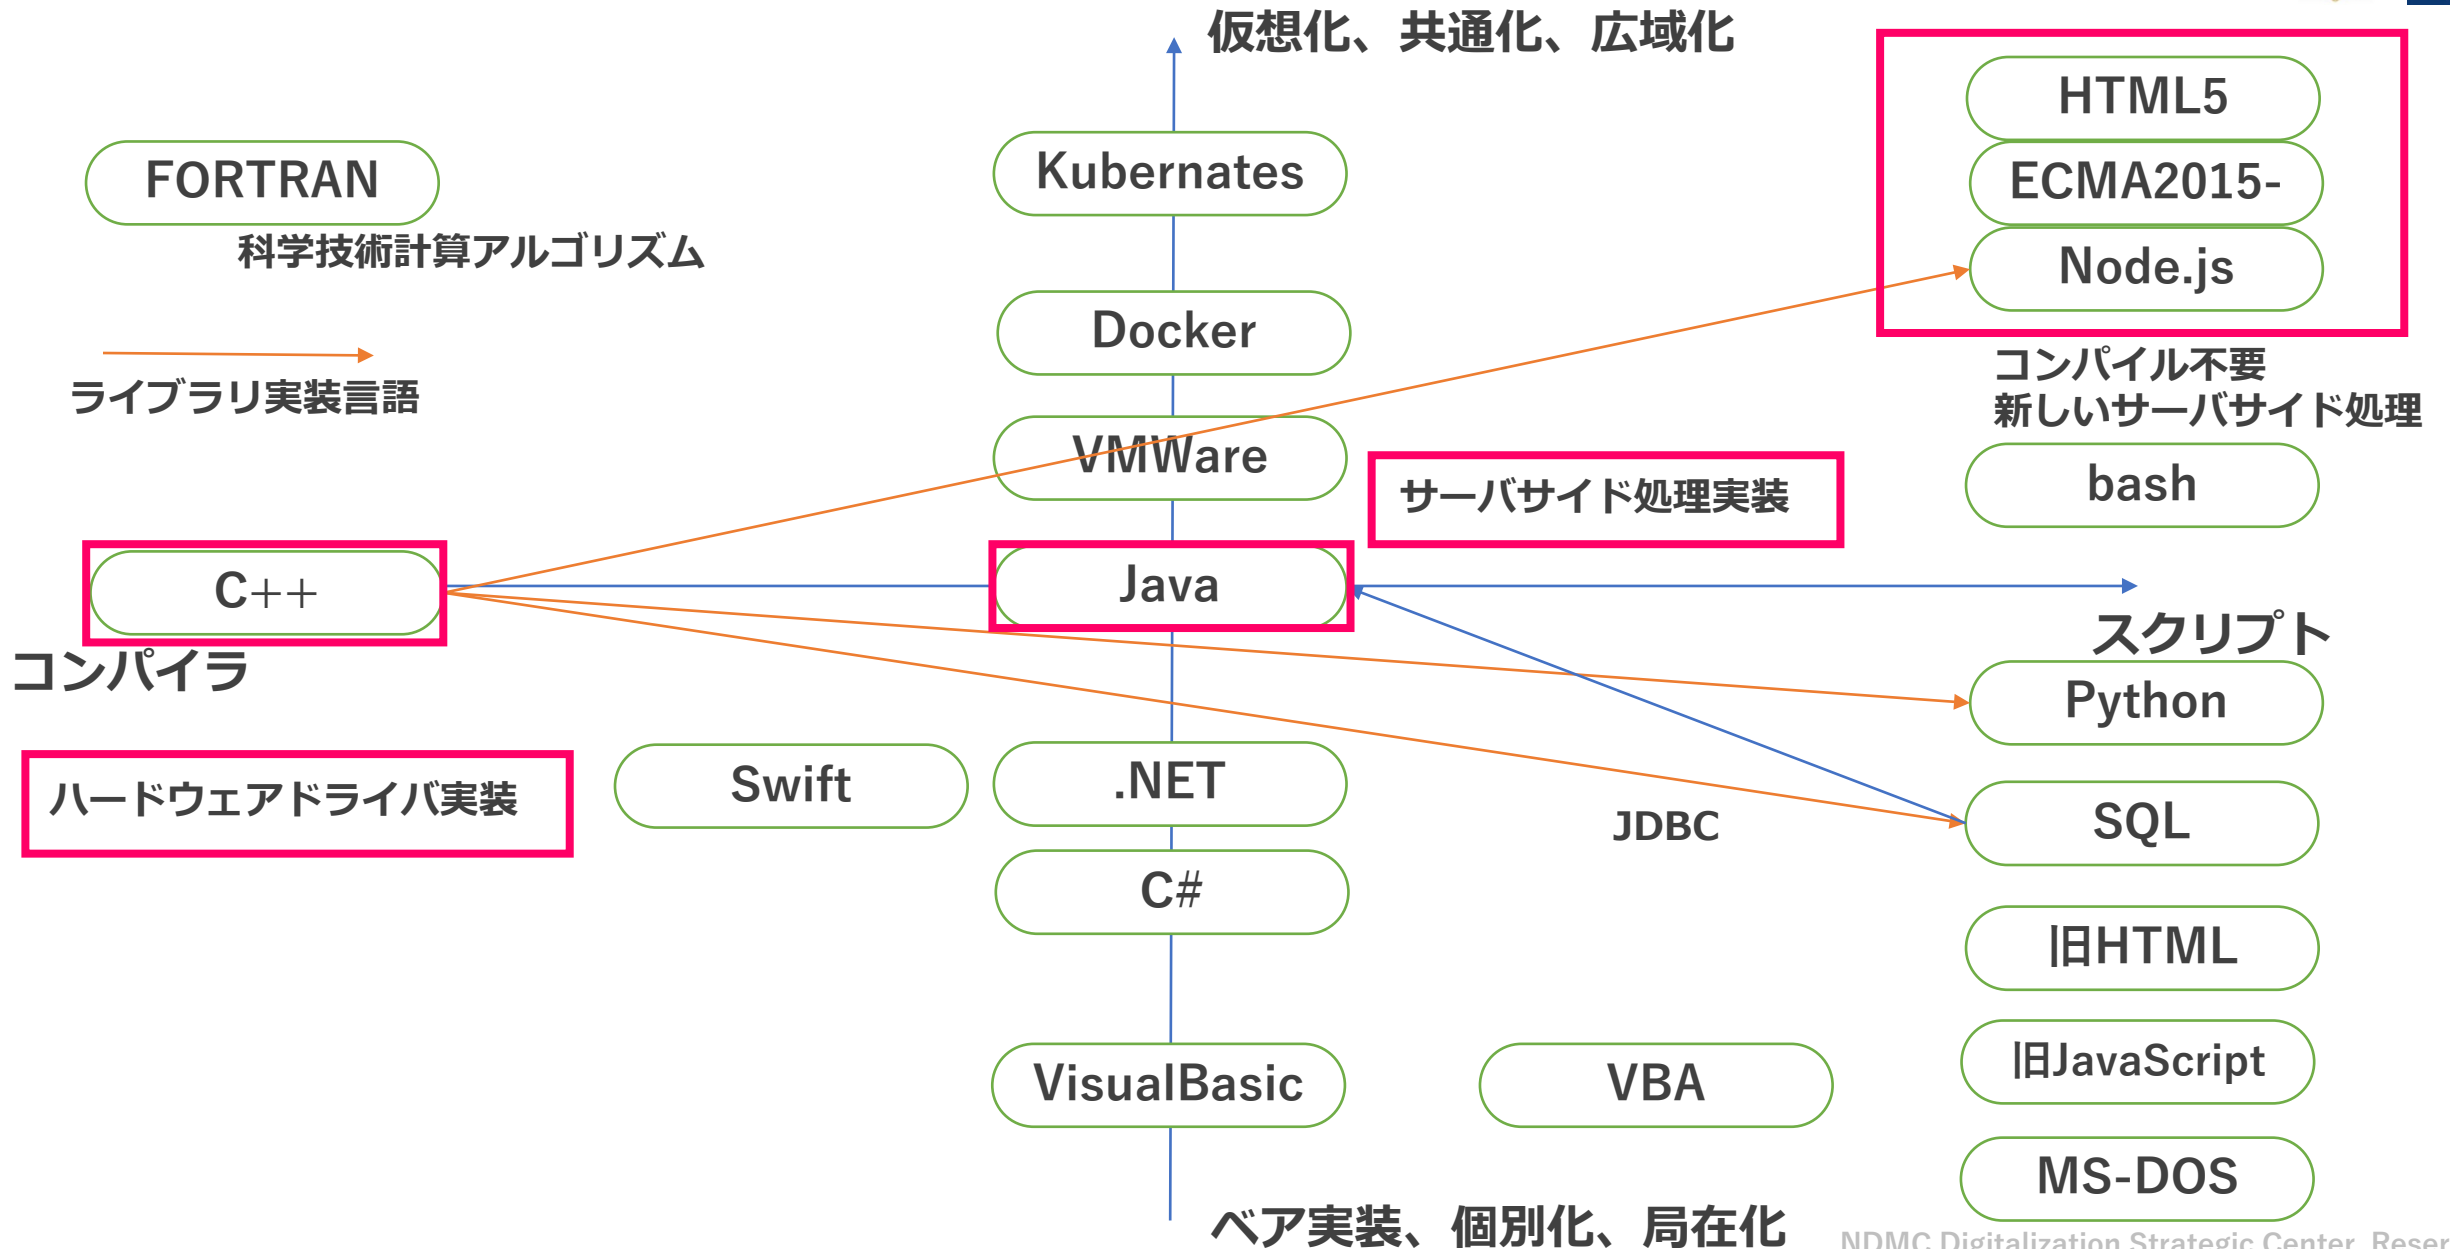 仮想化、共通化、広域化
HTML5
FORTRAN
Kubernates
ECMA2015-
科学技術計算アルゴリズム
Node.js
Docker
ライブラリ実装言語
コンパイル不要
新しいサーバサイド処理
VMWare
サーバサイド処理実装
bash
C++
Java
コンパイラ
スクリプト
Python
ハードウェアドライバ実装
Swift
.NET
JDBC
SQL
C#
旧HTML
VisualBasic
VBA
旧JavaScript
MS-DOS
ベア実装、個別化、局在化
NDMC Digitalization Strategic Center, Reser